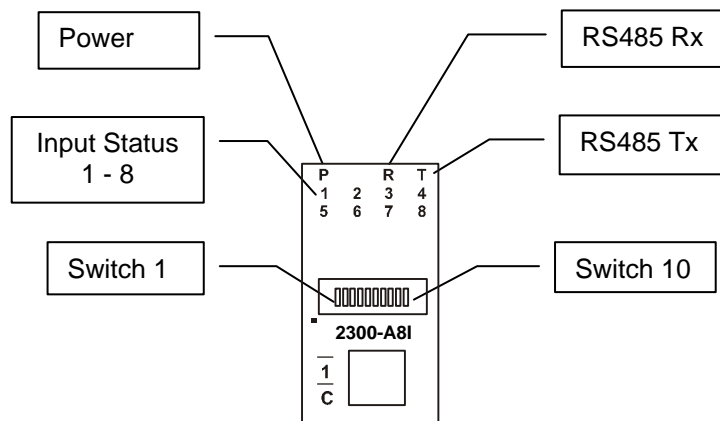 Power
RS485 Rx
Input Status
1 - 8
RS485 Tx
P R T
1 2 3 4
5 6 7 8
Switch 1
Switch 10
2300-A8I
1
C